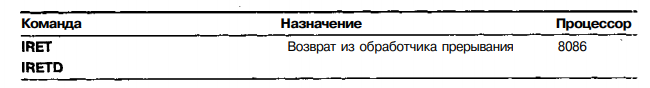 Команда Назначение Процессор
IRET Возврат из обработчика прерывания 8086
IRETD